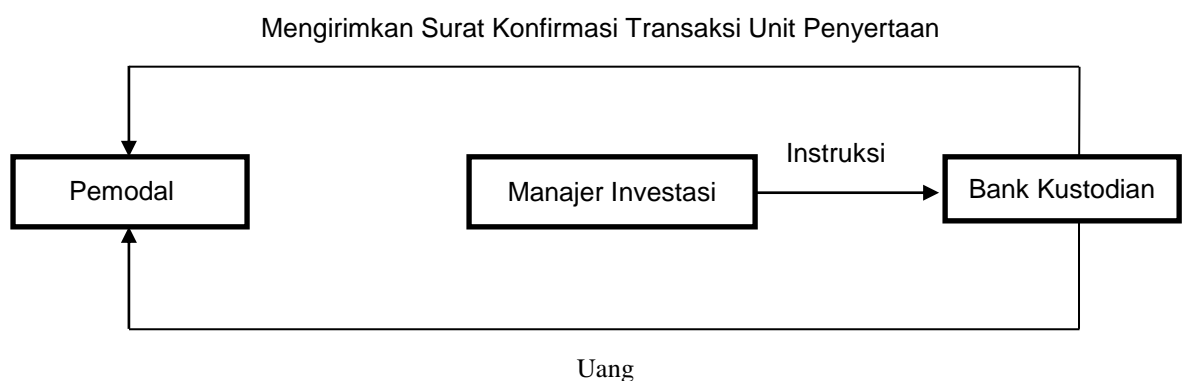 Mengirimkan Surat Konfirmasi Transaksi Unit Penyertaan
Instruksi
Pemodal
Manajer Investasi
Bank Kustodian
Uang